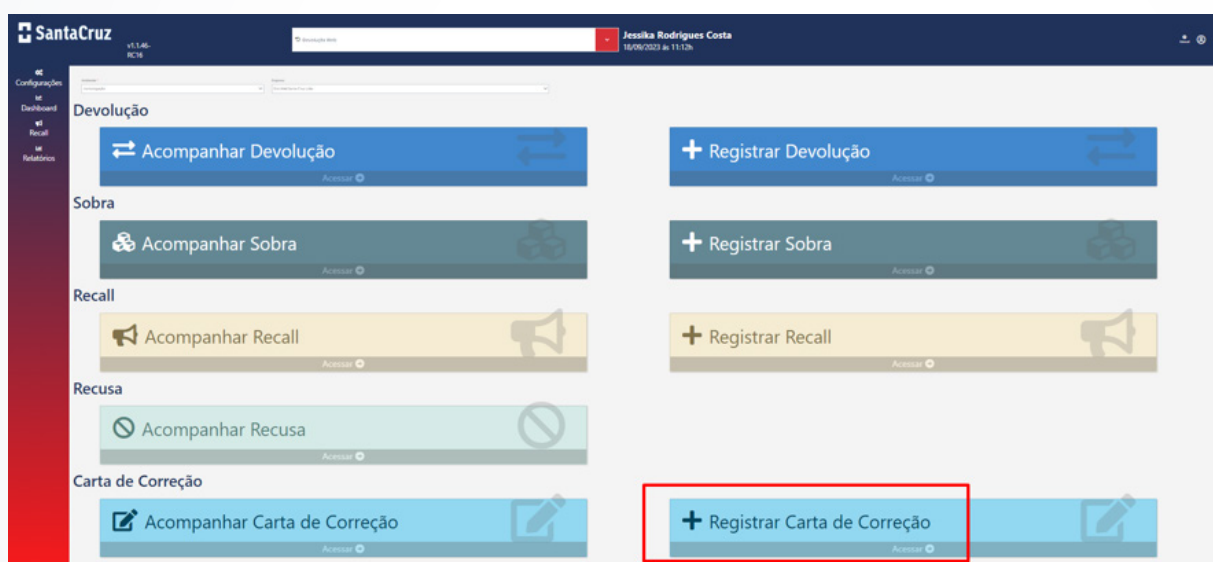 SantaCruz
v1.1.46-
RC16
Devolução Web
Jessika Rodrigues Costa
18/09/2023 às 11:12h
Configurações
Dashboard
Recall
Relatórios
Devolução
Acompanhar Devolução
Acessar
Registrar Devolução
Acessar
Sobra
Acompanhar Sobra
Acessar
Registrar Sobra
Acessar
Recall
Acompanhar Recall
Acessar
Registrar Recall
Acessar
Recusa
Acompanhar Recusa
Acessar
Carta de Correção
Acompanhar Carta de Correção
Acessar
Registrar Carta de Correção
Acessar